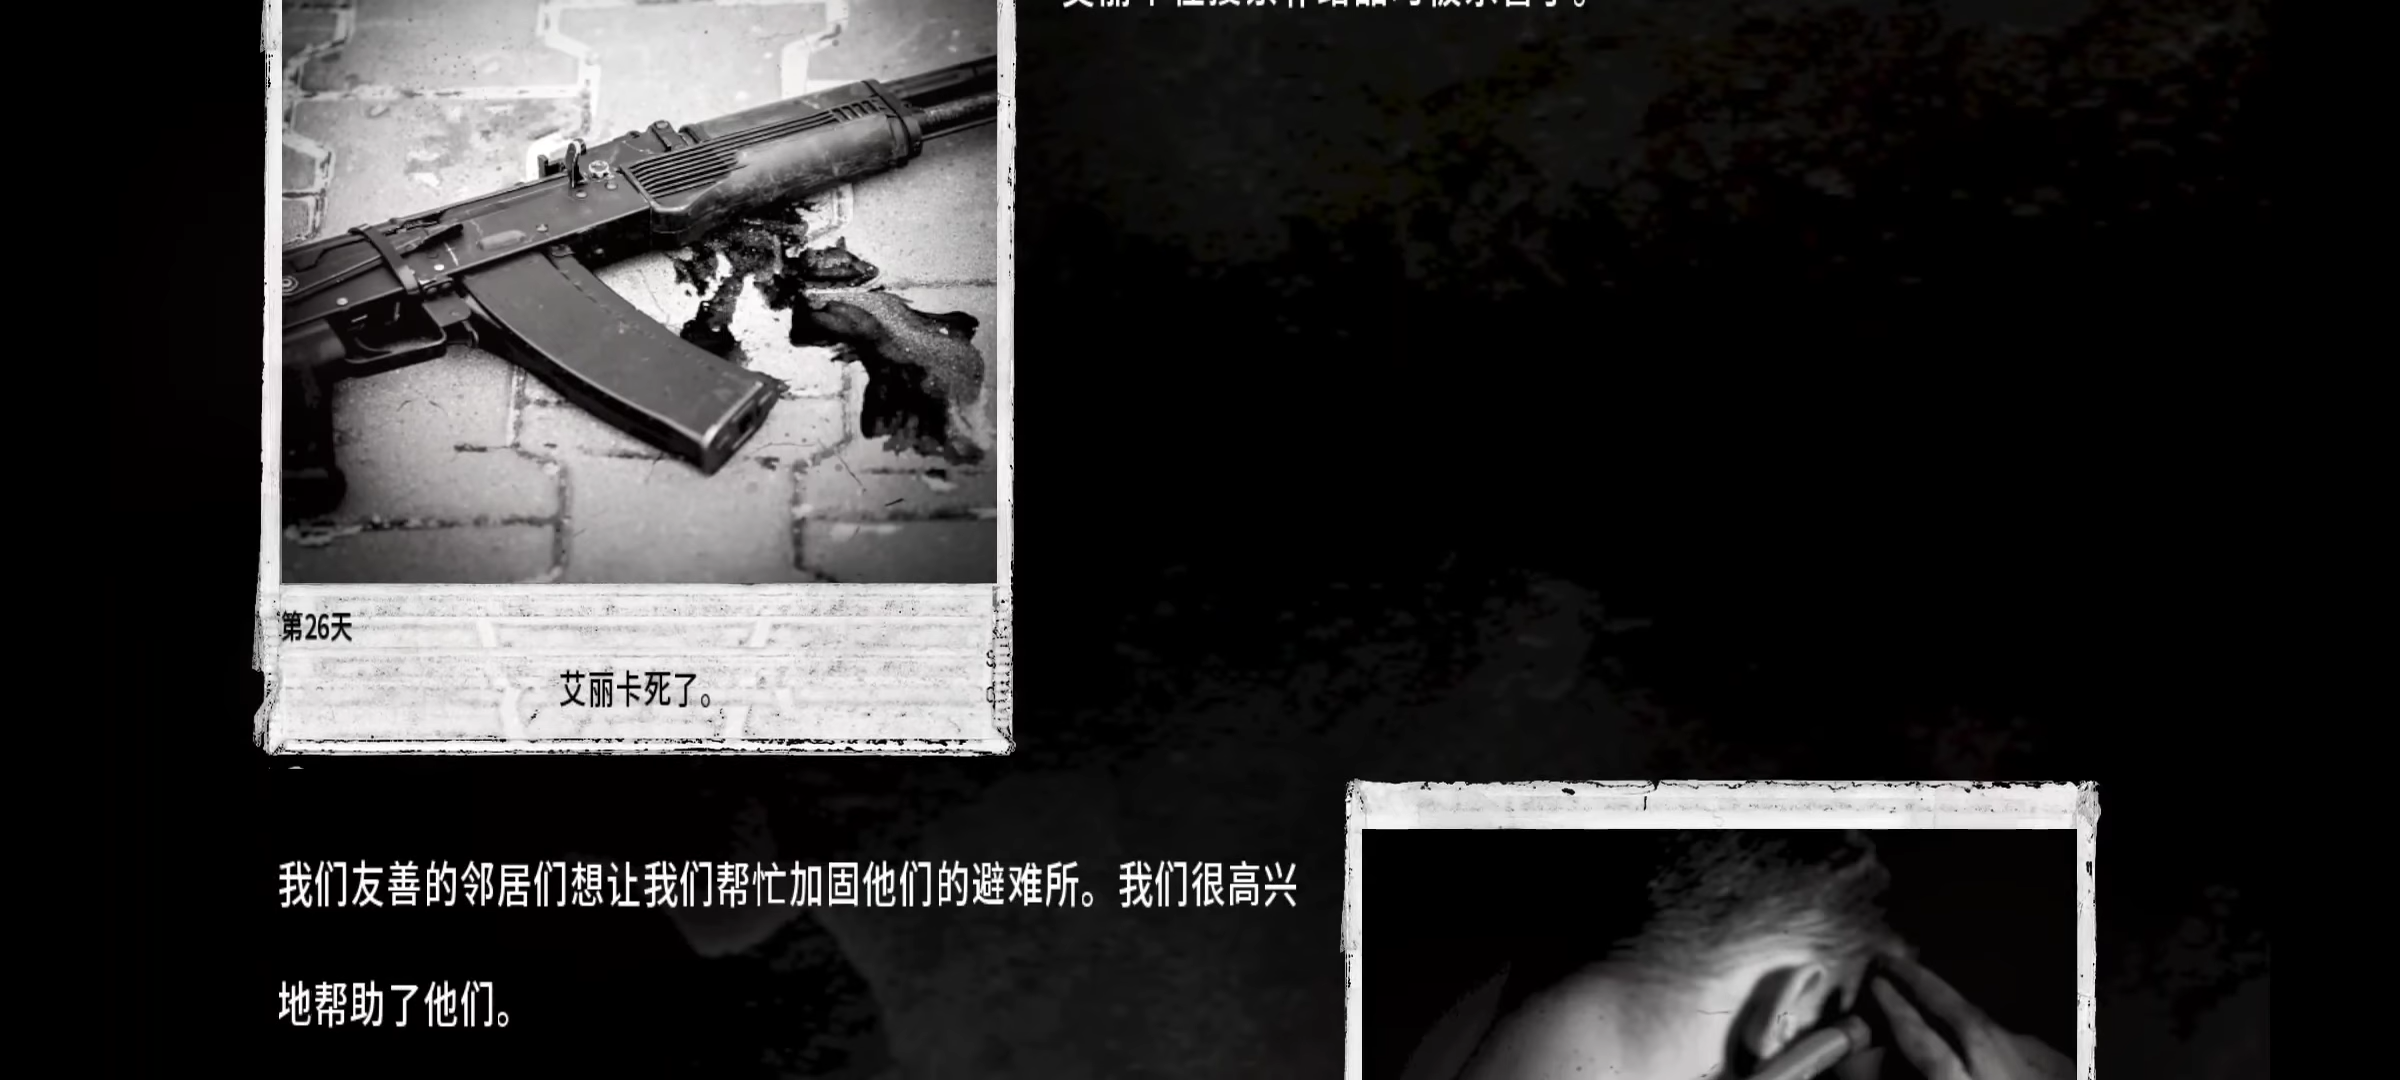 第26天
艾丽卡死了。
我们友善的邻居们想让我们帮忙加固他们的避难所。我们很高兴
地帮助了他们。